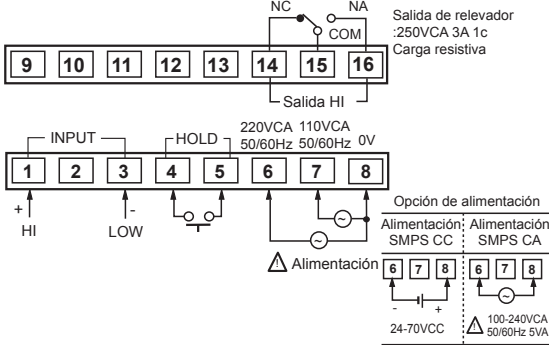 NC NA
COM
Salida de relevador
:250VCA 3A 1c
Carga resistiva
9 10 11 12 13 14 15 16
Salida HI
INPUT HOLD
220VCA 110VCA
50/60Hz 50/60Hz 0V
1 2 3 4 5 6 7 8
+ -
HI LOW
Alimentación
Opción de alimentación
Alimentación
SMPS CC
6 7 8
- +
24-70VCC
Alimentación
SMPS CA
6 7 8
100-240VCA
50/60Hz 5VA